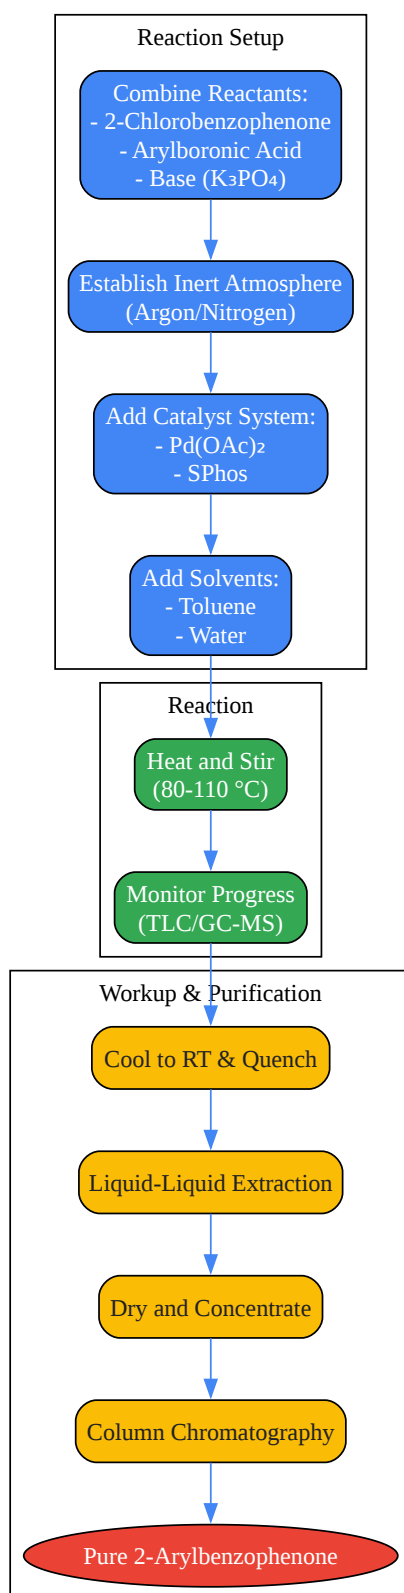 Reaction Setup
Combine Reactants:
- 2-Chlorobenzophenone
- Arylboronic Acid
- Base (K₃PO₄)
Establish Inert Atmosphere
(Argon/Nitrogen)
Add Catalyst System:
- Pd(OAc)₂
- SPhos
Add Solvents:
- Toluene
- Water
Reaction
Heat and Stir
(80-110 °C)
Monitor Progress
(TLC/GC-MS)
Workup & Purification
Cool to RT & Quench
Liquid-Liquid Extraction
Dry and Concentrate
Column Chromatography
Pure 2-Arylbenzophenone